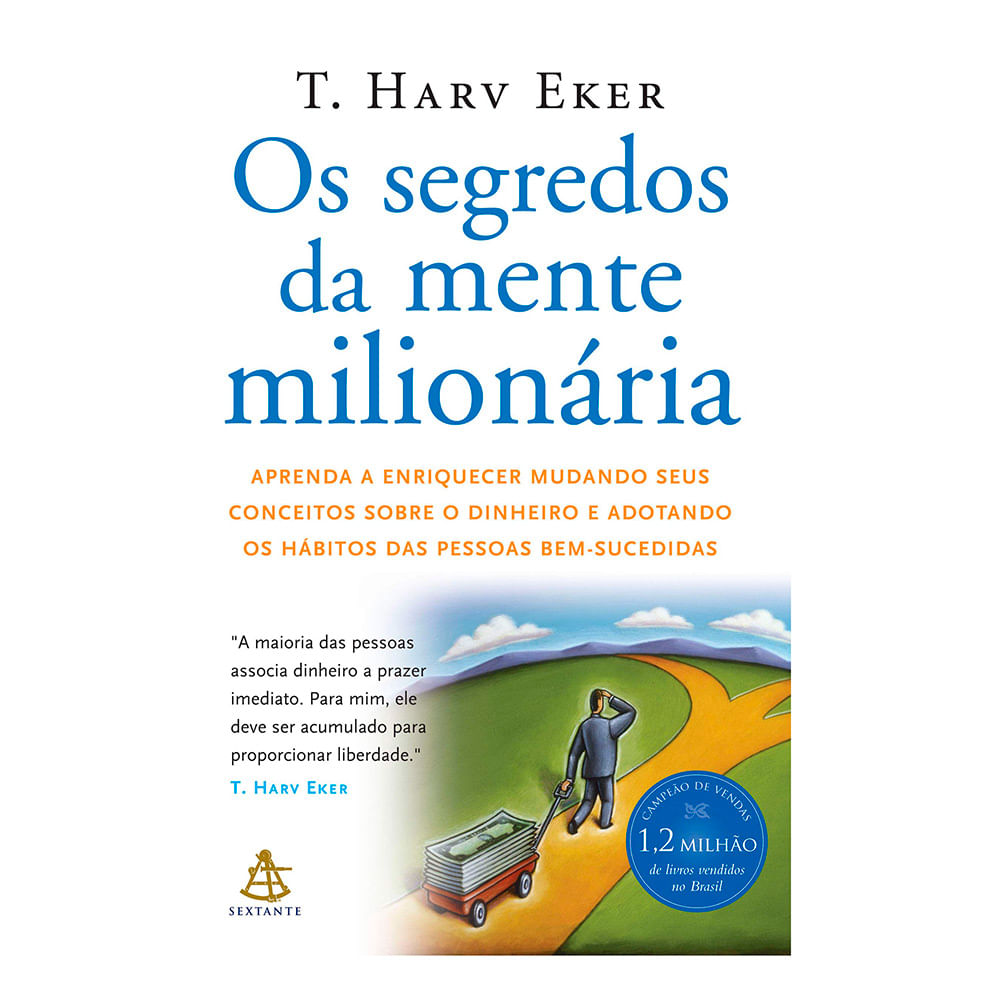 T. Harv Eker
Os segredos
da mente
milionária
APRENDA A ENRIQUECER MUDANDO SEUS
CONCEITOS SOBRE O DINHEIRO E ADOTANDO
OS HÁBITOS DAS PESSOAS BEM-SUCEDIDAS
"A maioria das pessoas
associa dinheiro a prazer
imediato. Para mim, ele
deve ser acumulado para
proporcionar liberdade."
T. Harv Eker
CAMPEÃO DE VENDAS
1,2 MILHÃO
de livros vendidos
no Brasil
SEXTANTE